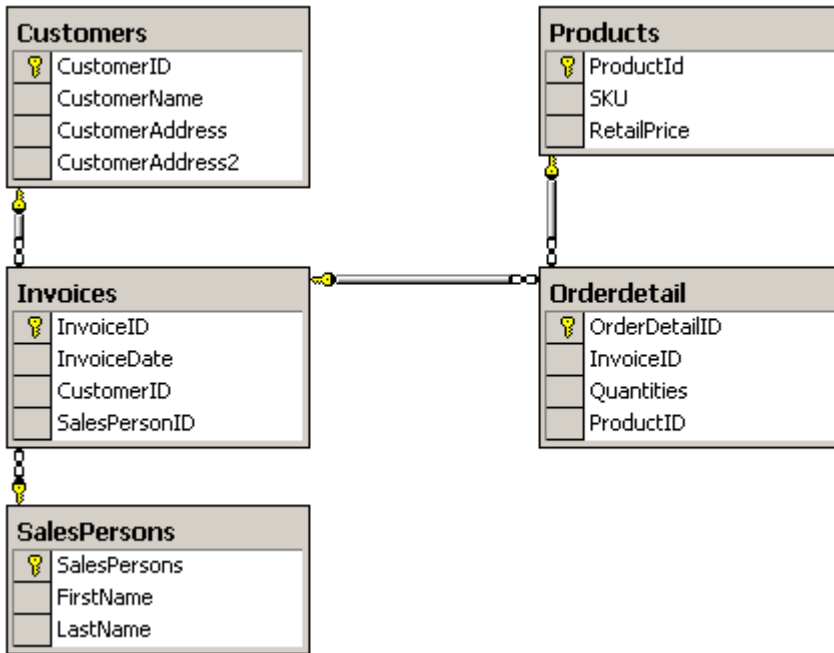 Customers
CustomerID
CustomerName
CustomerAddress
CustomerAddress2
Products
ProductId
SKU
RetailPrice
Invoices
InvoiceID
InvoiceDate
CustomerID
SalesPersonID
Orderdetail
OrderDetailID
InvoiceID
Quantities
ProductID
SalesPersons
SalesPersons
FirstName
LastName